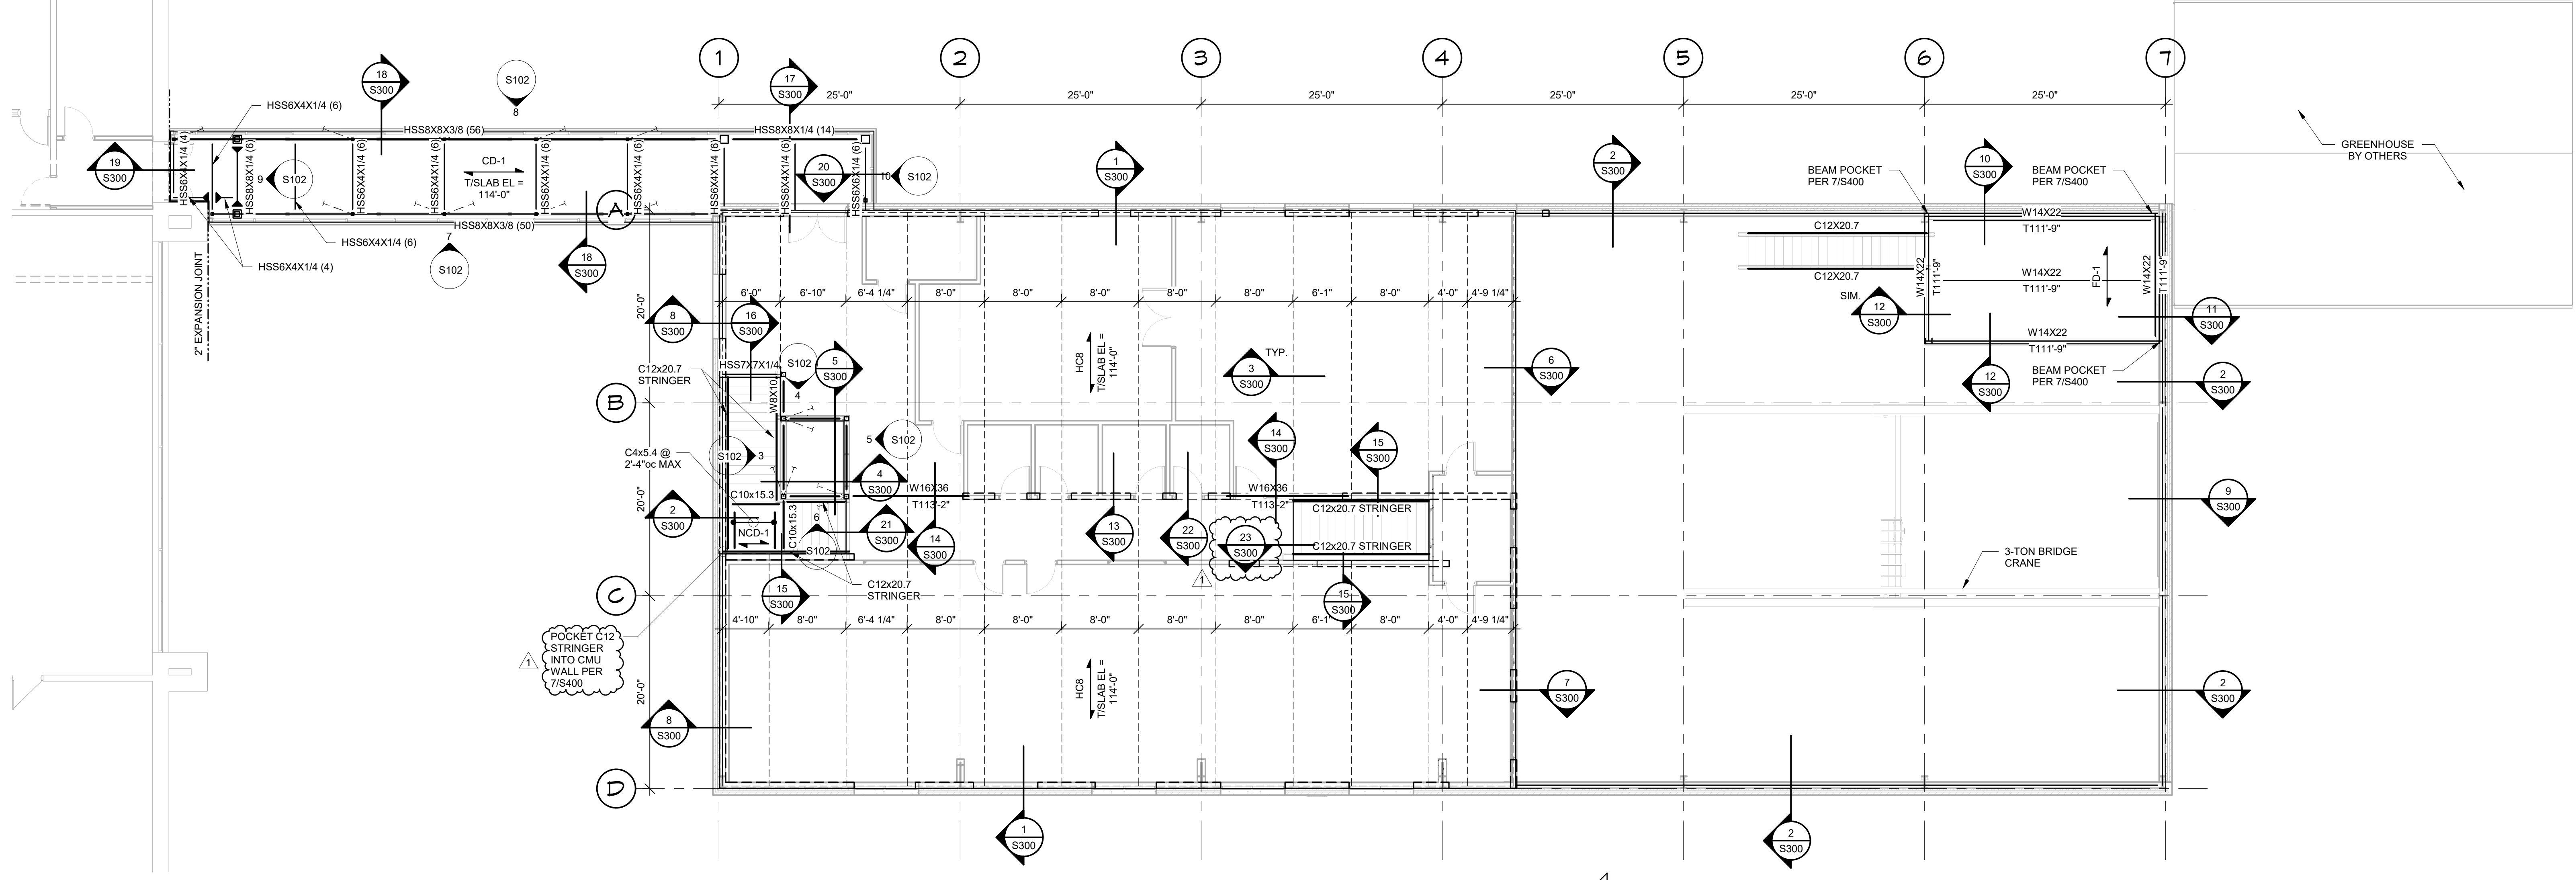 1
2
3
4
5
6
7
25'-0"
25'-0"
25'-0"
25'-0"
25'-0"
25'-0"
18
S300
S102
8
17
S300
HSS6X4X1/4 (6)
HSS8X8X3/8 (56)
HSS8X8X1/4 (14)
19
S300
HSS6X4X1/4 (4)
HSS8X8X1/4 (6)
9
S102
HSS6X4X1/4 (6)
HSS6X4X1/4 (6)
CD-1
T/SLAB EL =
114'-0"
HSS6X4X1/4 (6)
HSS6X4X1/4 (6)
HSS6X4X1/4 (6)
HSS6X4X1/4 (6)
20
S300
HSS6X6X1/4 (6)
10
S102
1
S300
2
S300
BEAM POCKET
PER 7/S400
10
S300
BEAM POCKET
PER 7/S400
GREENHOUSE
BY OTHERS
A
HSS8X8X3/8 (50)
7
S102
HSS6X4X1/4 (6)
HSS6X4X1/4 (4)
2" EXPANSION JOINT
18
S300
W14X22
T111'-9"
C12X20.7
C12X20.7
W14X22
T111'-9"
W14X22
T111'-9"
FD-1
W14X22
T111'-9"
SIM.
12
S300
11
S300
W14X22
T111'-9"
BEAM POCKET
PER 7/S400
12
S300
2
S300
20'-0"
6'-0"
6'-10"
6'-4 1/4"
8'-0"
8'-0"
8'-0"
8'-0"
8'-0"
6'-1"
8'-0"
4'-0"
4'-9 1/4"
8
S300
16
S300
HSS7X7X1/4
S102
4
5
S300
C12x20.7
STRINGER
W8X10
HC8
T/SLAB EL =
114'-0"
TYP.
3
S300
6
S300
B
S102
3
5
S102
C4x5.4 @
2'-4"oc MAX
4
S300
14
S300
15
S300
W16X36
T113'-2"
W16X36
T113'-2"
9
S300
20'-0"
C10x15.3
C10x15.3
2
S300
NCD-1
6
S102
21
S300
14
S300
13
S300
22
S300
23
S300
1
C12x20.7 STRINGER
C12x20.7 STRINGER
3-TON BRIDGE
CRANE
C
15
S300
C12x20.7
STRINGER
15
S300
4'-10"
8'-0"
6'-4 1/4"
8'-0"
8'-0"
8'-0"
8'-0"
8'-0"
6'-1"
8'-0"
4'-0"
4'-9 1/4"
1
POCKET C12
STRINGER
INTO CMU
WALL PER
7/S400
20'-0"
HC8
T/SLAB EL =
114'-0"
7
S300
2
S300
8
S300
D
1
S300
2
S300